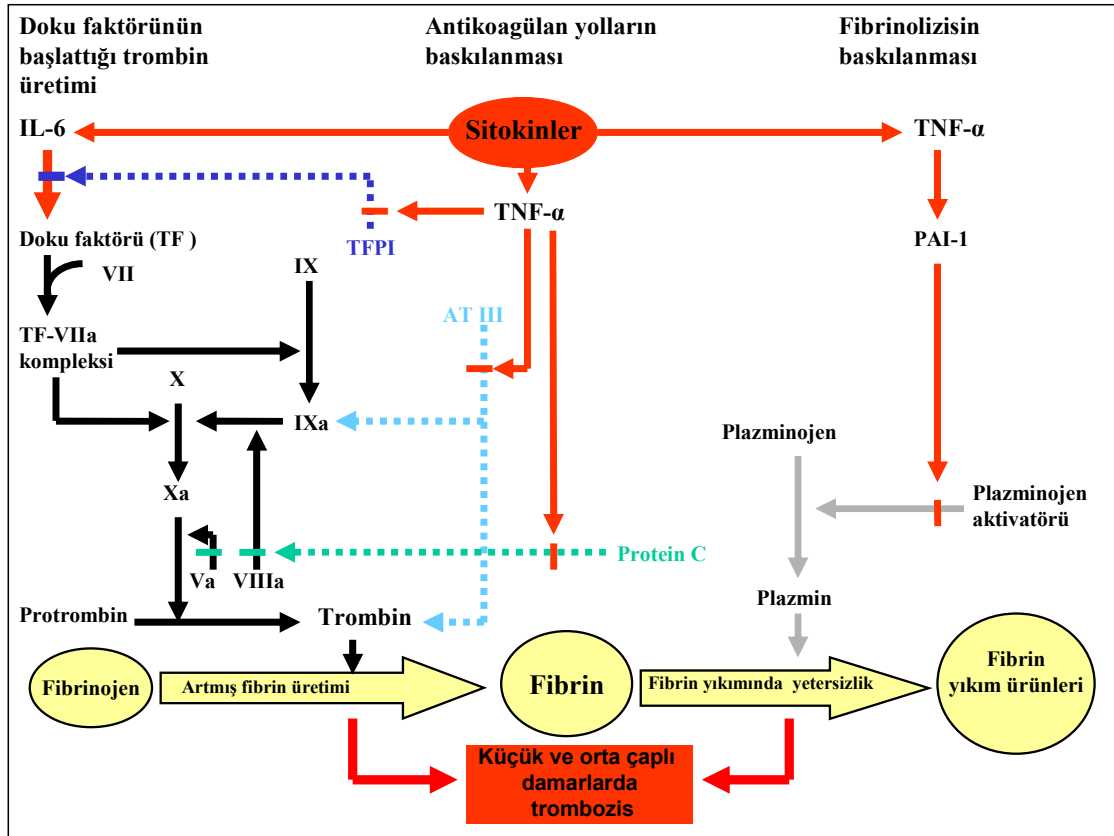 Doku faktörünün
başlattığı trombin
üretimi
Antikoagülan yolların
baskılanması
Fibrinolizisin
baskılanması
IL-6
Sitokinler
TNF-α
TNF-α
Doku faktörü (TF )
TFPI
PAI-1
VII
IX
AT III
TF-VIIa
kompleksi
X
IXa
Plazminojen
Xa
Plazminojen
aktivatörü
Va
VIIIa
Protein C
Plazmin
Protrombin
Trombin
Fibrinojen
Artmış fibrin üretimi
Fibrin
Fibrin yıkımında yetersizlik
Fibrin
yıkım ürünleri
Küçük ve orta çaplı
damarlarda
trombozis